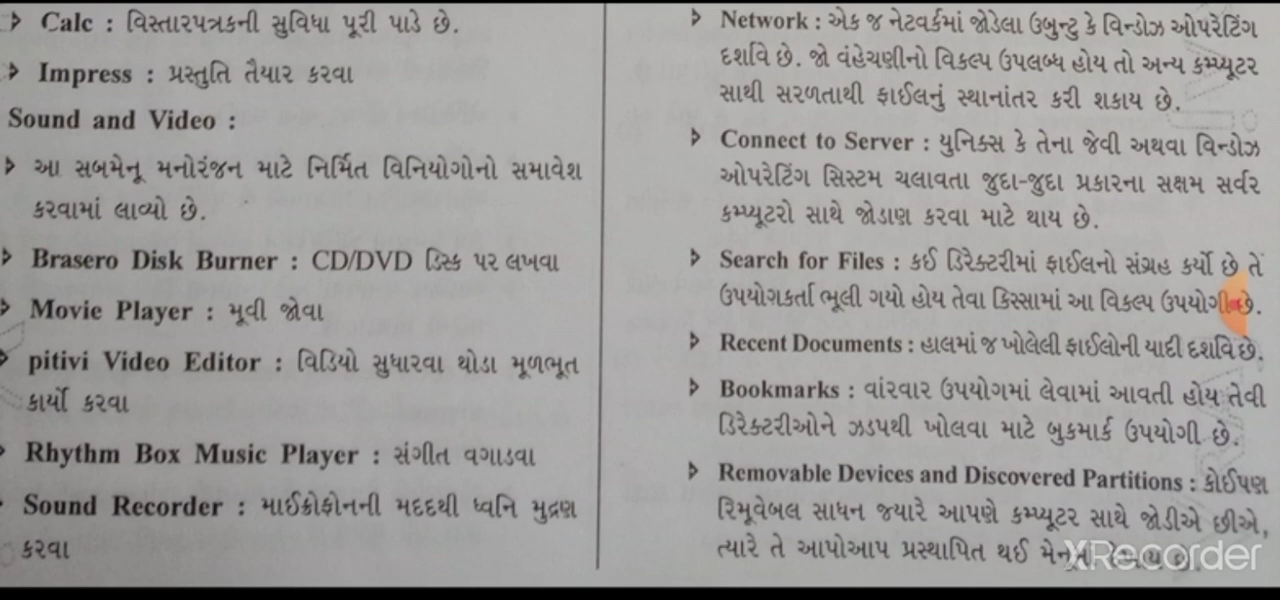 Calc : વિસ્તારપત્રકની સુવિધા પૂરી પાડે છે.
Impress : પ્રસ્તુતિ તૈયાર કરવા
Sound and Video :
આ સબમેનૂ મનોરંજન માટે નિર્મિત વિનિયોગોનો સમાવેશ
કરવામાં લાવ્યો છે.
Brasero Disk Burner : CD/DVD ડિસ્ક પર લખવા
Movie Player : મૂવી જોવા
pitivi Video Editor : વિડિયો સુધારવા થોડા મૂળભૂત
કાર્યો કરવા
Rhythm Box Music Player : સંગીત વગાડવા
Sound Recorder : માઈક્રોફોનની મદદથી ધ્વનિ મુદ્રણ
કરવા
Network : એક જ નેટવર્કમાં જોડેલા ઉબુન્ટુ કે વિન્ડોઝ ઓપરેટિંગ
દર્શાવે છે. જો વંહેચણીનો વિકલ્પ ઉપલબ્ધ હોય તો અન્ય કમ્પ્યૂટર
સાથી સરળતાથી ફાઈલનું સ્થાનાંતર કરી શકાય છે.
Connect to Server : યુનિક્સ કે તેના જેવી અથવા વિન્ડોઝ
ઓપરેટિંગ સિસ્ટમ ચલાવતા જુદા-જુદા પ્રકારના સક્ષમ સર્વર
કમ્પ્યૂટરો સાથે જોડાણ કરવા માટે થાય છે.
Search for Files : કઈ ડિરેક્ટરીમાં ફાઈલનો સંગ્રહ કર્યો છે તે
ઉપયોગકર્તા ભૂલી ગયો હોય તેવા કિસ્સામાં આ વિકલ્પ ઉપયોગી છે.
Recent Documents : હાલમાં જ ખોલેલી ફાઈલોની યાદી દર્શાવે છે.
Bookmarks : વાંરવાર ઉપયોગમાં લેવામાં આવતી હોય તેવી
ડિરેક્ટરીઓને ઝડપથી ખોલવા માટે બુકમાર્ક ઉપયોગી છે.
Removable Devices and Discovered Partitions : કોઈપણ
રિમૂવેબલ સાધન જ્યારે આપણે કમ્પ્યૂટર સાથે જોડીએ છીએ,
ત્યારે તે આપોઆપ પ્રસ્થાપિત થઈ
XRecorder